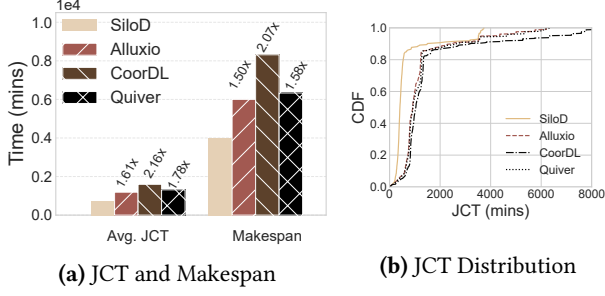 1e4
1.0
0.8
0.6
0.4
0.2
0.0
Time (mins)
SiloD
Alluxio
CoorDL
Quiver
1.61x
2.16x
1.78x
1.50x
2.07x
1.58x
Avg. JCT
Makespan
(a) JCT and Makespan
1.0
0.8
0.6
0.4
0.2
0.0
CDF
SiloD
Alluxio
CoorDL
Quiver
0
2000
4000
6000
8000
JCT (mins)
(b) JCT Distribution